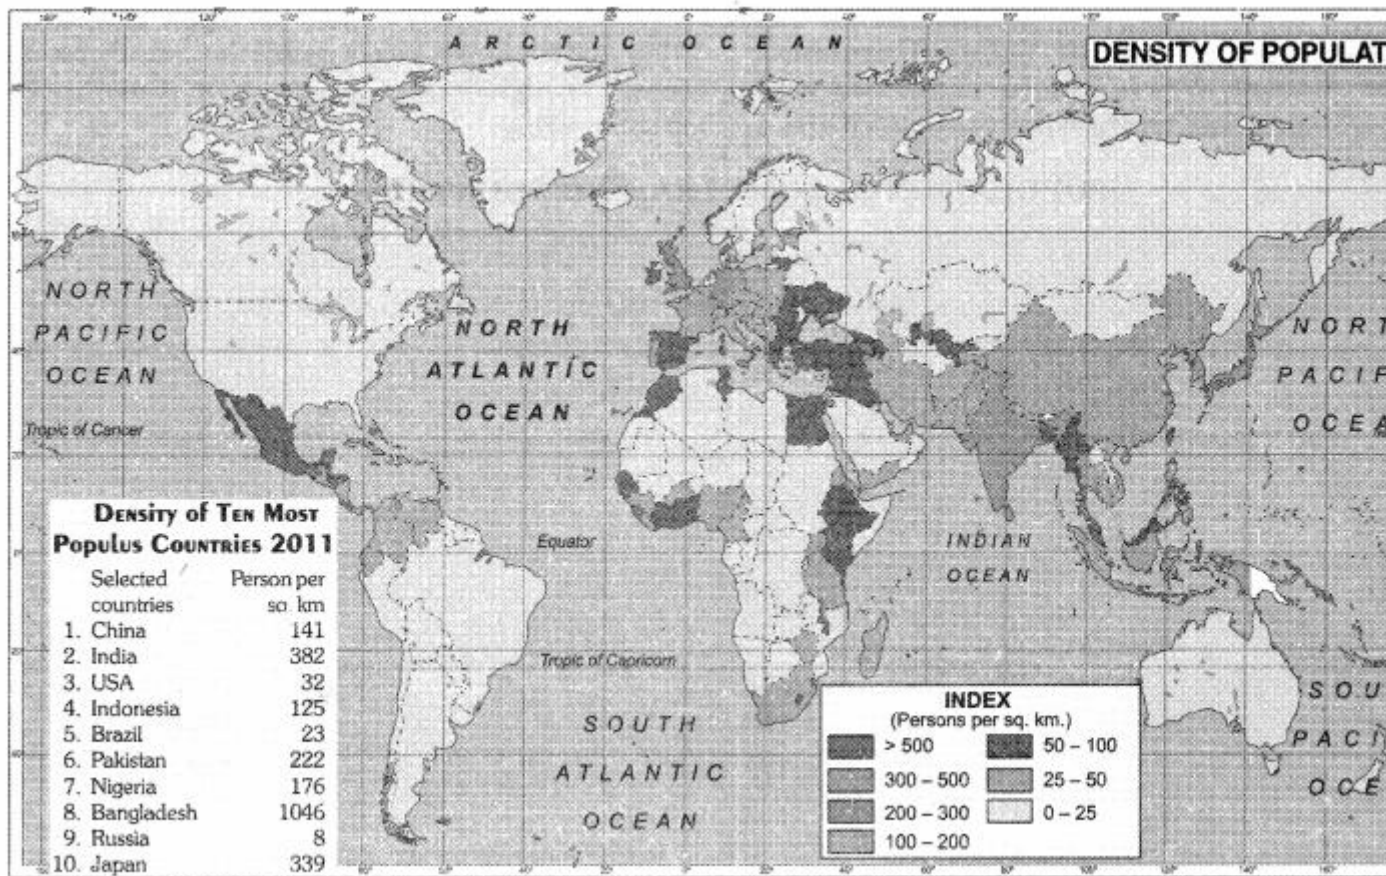 ARCTIC OCEAN
DENSITY OF POPULAT
NORTH
PACIFIC
OCEAN
NORTH
ATLANTIC
OCEAN
NORT
PACIF
OCEA
Tropic of Cancer
Equator
INDIAN
OCEAN
Tropic of Capricorn
SOUTH
ATLANTIC
OCEAN
SOU
PACI
OCE
DENSITY OF TEN MOST
POPULUS COUNTRIES 2011
Selected Person per
countries sq. km
1. China 141
2. India 382
3. USA 32
4. Indonesia 125
5. Brazil 23
6. Pakistan 222
7. Nigeria 176
8. Bangladesh 1046
9. Russia 8
10. Japan 339
INDEX
(Persons per sq. km.)
> 500 50 – 100
300 – 500 25 – 50
200 – 300 0 – 25
100 – 200